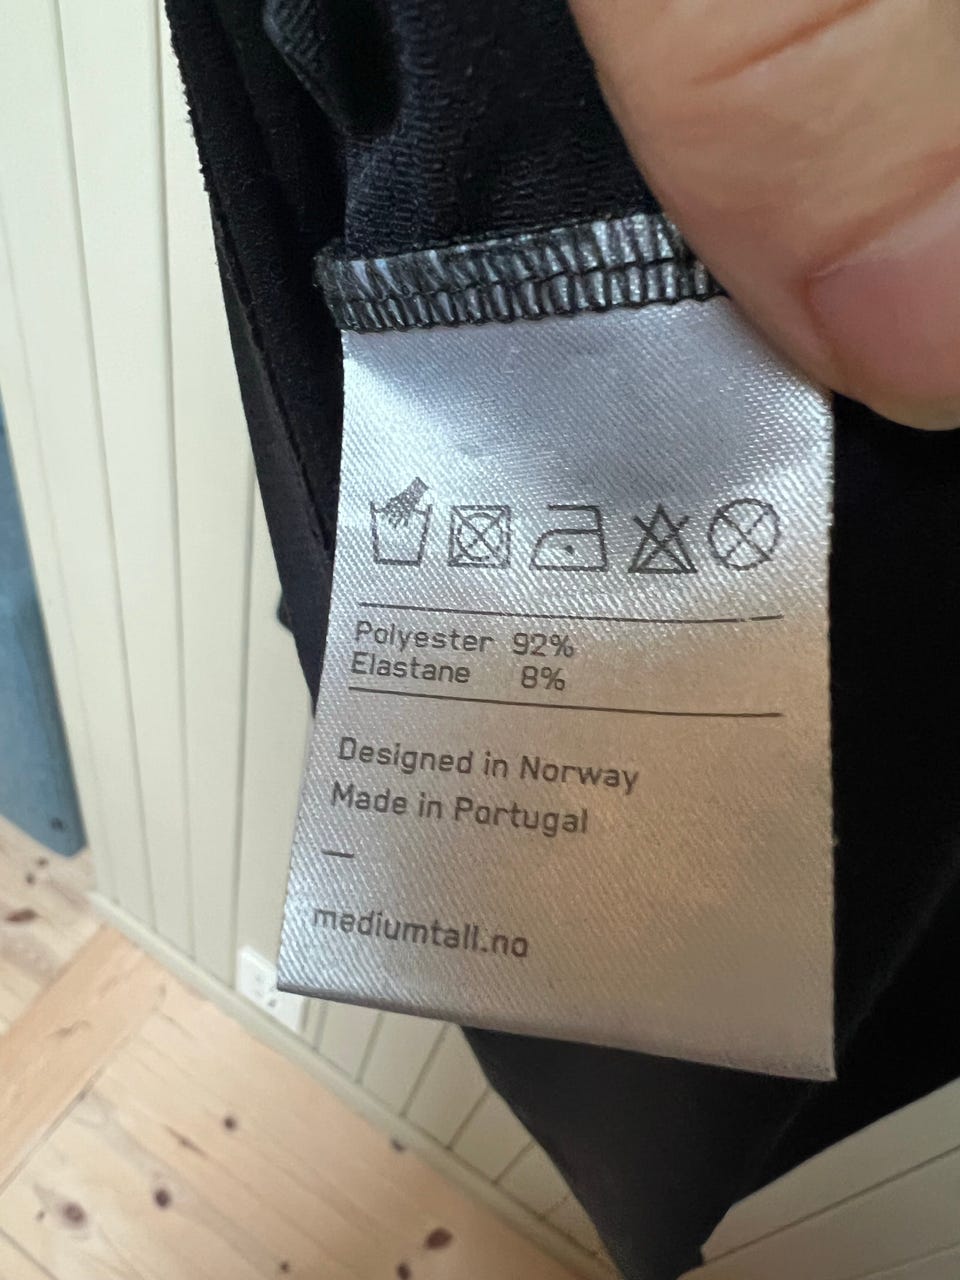 Polyester 92%
Elastane 8%
Designed in Norway
Made in Portugal
—
mediumtall.no